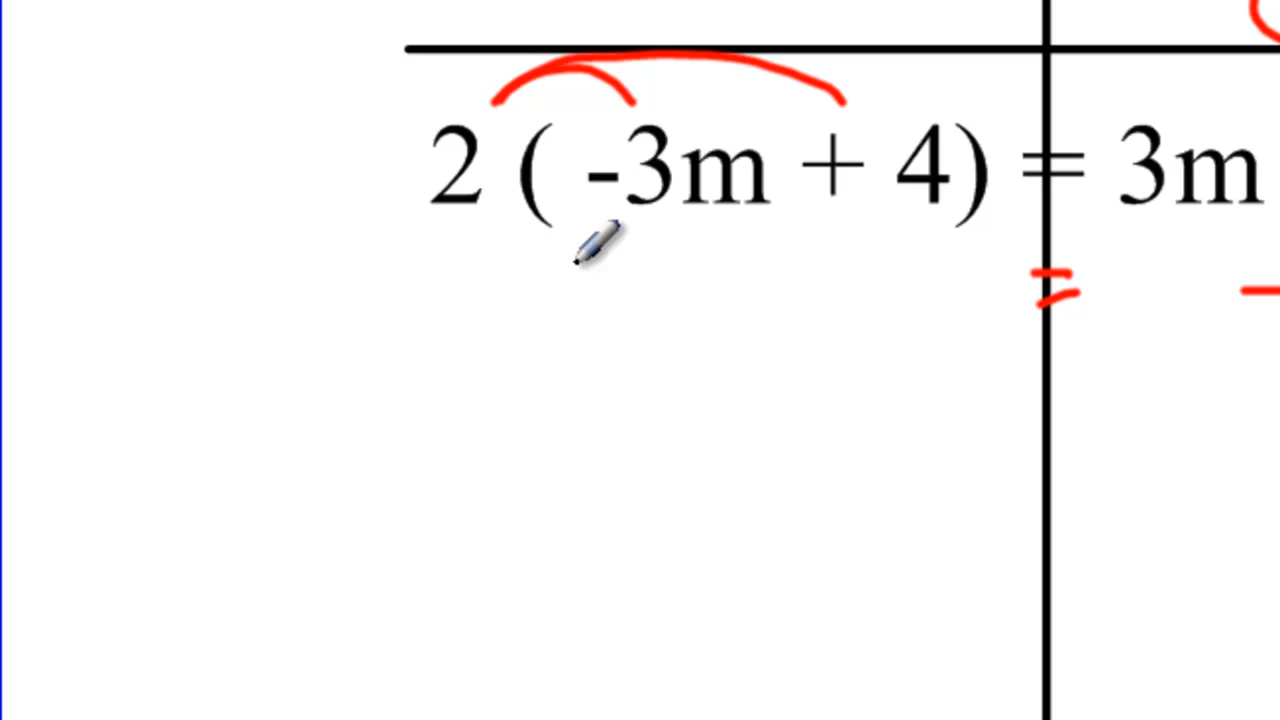 2 ( -3m + 4) = 3m
= -